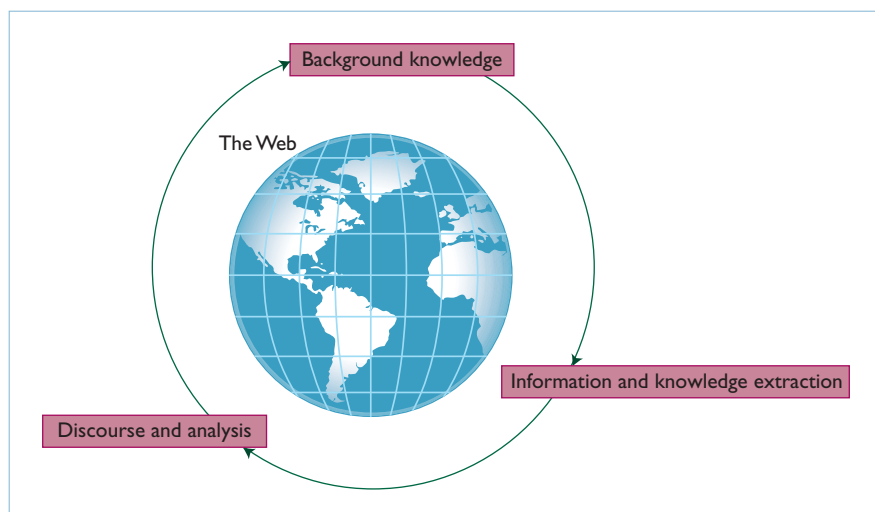 Background knowledge
The Web
Information and knowledge extraction
Discourse and analysis